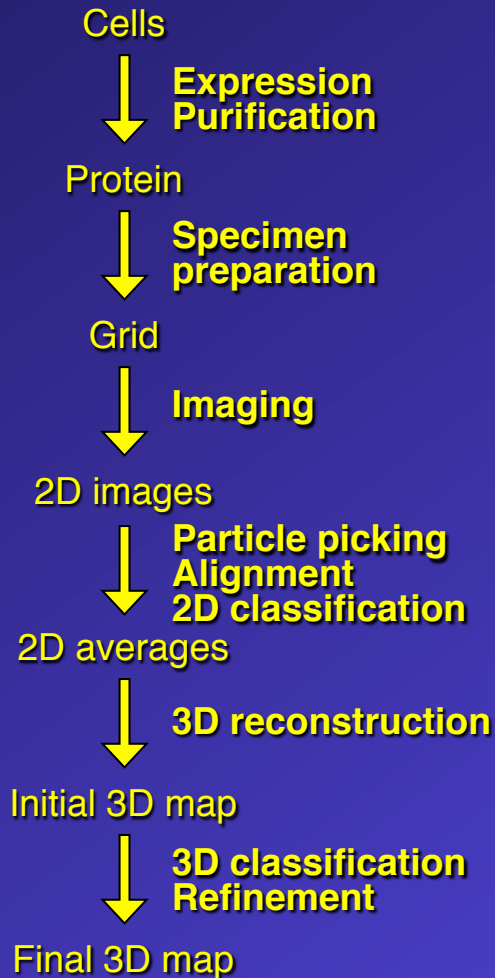 Cells
Expression
Purification
Protein
Specimen
preparation
Grid
Imaging
2D images
Particle picking
Alignment
2D classification
2D averages
3D reconstruction
Initial 3D map
3D classification
Refinement
Final 3D map